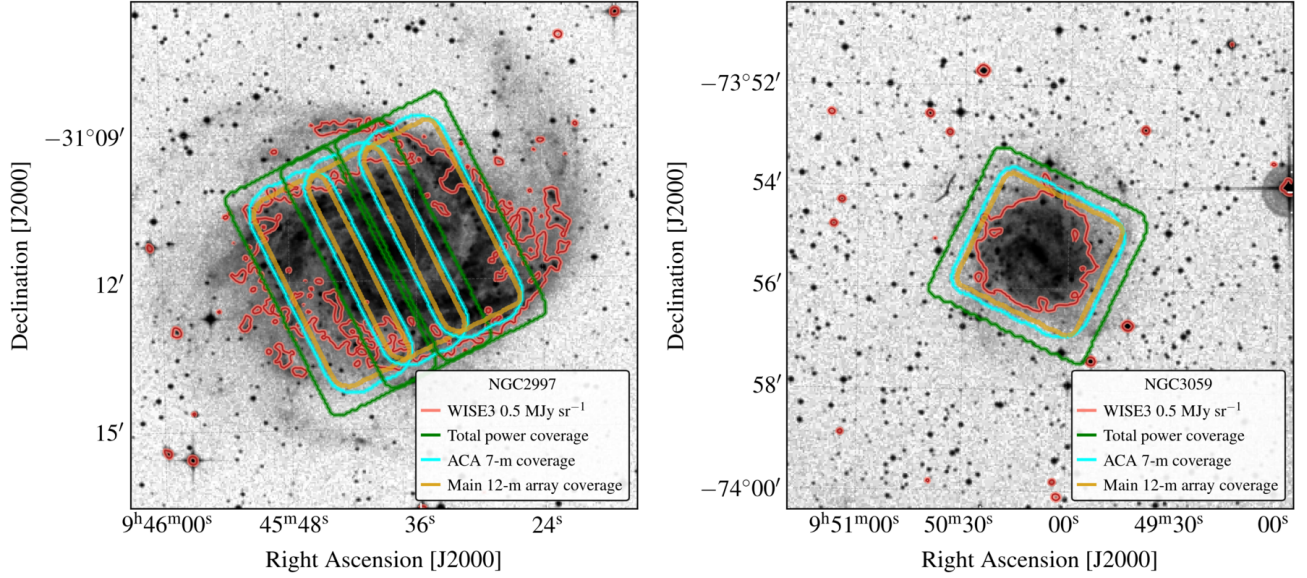 Declination [J2000]
−31°09′
12′
15′
NGC2997
WISE3 0.5 MJy sr⁻¹
Total power coverage
ACA 7-m coverage
Main 12-m array coverage
9ʰ46ᵐ00ˢ 45ᵐ48ˢ 36ˢ 24ˢ
Right Ascension [J2000]
Declination [J2000]
−73°52′
54′
56′
58′
−74°00′
NGC3059
WISE3 0.5 MJy sr⁻¹
Total power coverage
ACA 7-m coverage
Main 12-m array coverage
9ʰ51ᵐ00ˢ 50ᵐ30ˢ 00ˢ 49ᵐ30ˢ 00ˢ
Right Ascension [J2000]